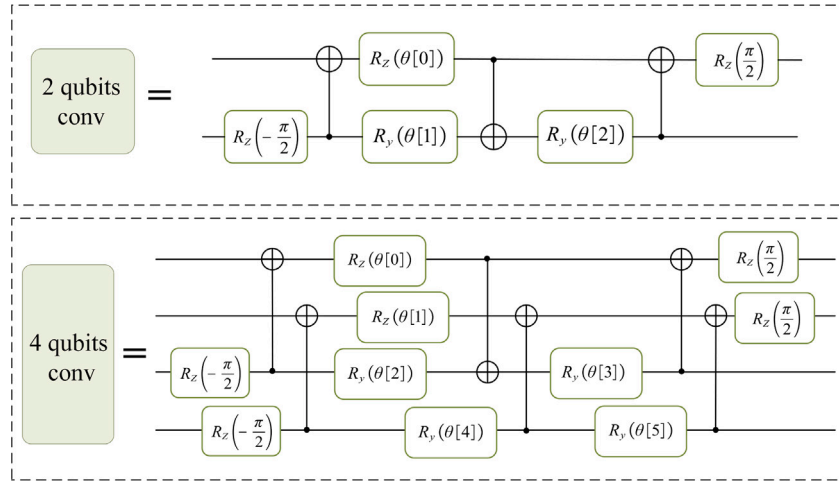 2 qubits
conv
=
R_Z(θ[0])
R_Z(π/2)
R_Z(−π/2)
R_y(θ[1])
R_y(θ[2])
4 qubits
conv
=
R_Z(θ[0])
R_Z(π/2)
R_Z(θ[1])
R_Z(π/2)
R_Z(−π/2)
R_y(θ[2])
R_y(θ[3])
R_Z(−π/2)
R_y(θ[4])
R_y(θ[5])